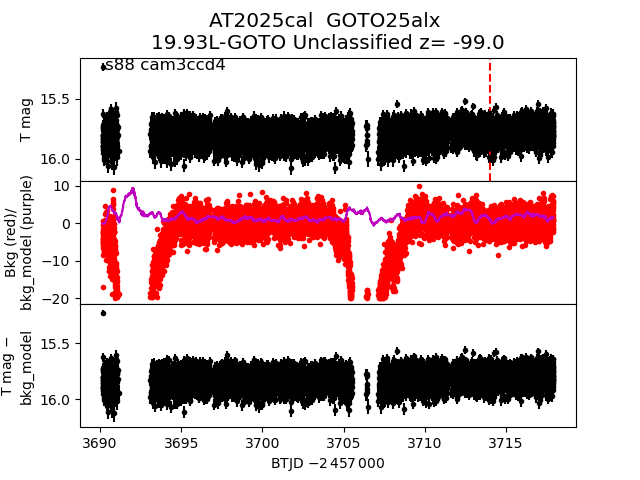 AT2025cal  GOTO25alx
19.93L-GOTO Unclassified z= -99.0
s88 cam3ccd4
15.5
16.0
T mag
10
0
−10
−20
Bkg (red)/
bkg_model (purple)
15.5
16.0
T mag −
bkg_model
3690 3695 3700 3705 3710 3715
BTJD −2 457 000